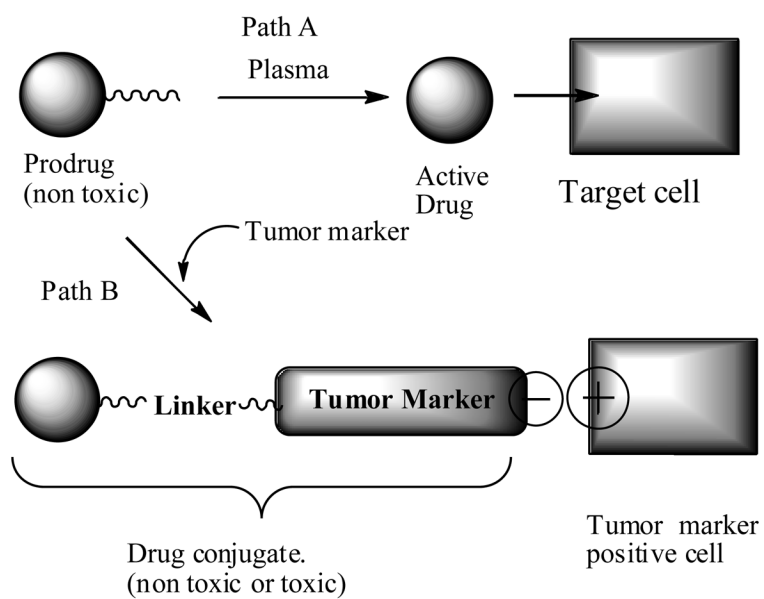 Path A
Plasma
Prodrug
(non toxic)
Active
Drug
Target cell
Tumor marker
Path B
Linker
Tumor Marker
Drug conjugate.
(non toxic or toxic)
Tumor marker
positive cell